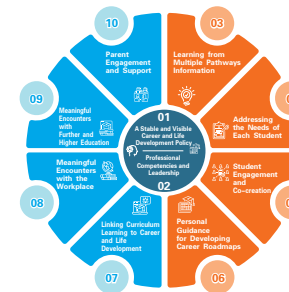 10
03
Parent
Engagement
and Support
Learning from
Multiple Pathways
Information
09
Meaningful
Encounters
with
Further and
Higher Education
01
A Stable and Visible
Career and Life
Development Policy
Professional
Competencies and
Leadership
02
Addressing
the Needs of
Each Student
0
Meaningful
Encounters
with the
Workplace
08
Student
Engagement
and
Co-creation
0
Linking Curriculum
Learning to Career
and Life
Development
07
Personal
Guidance
for Developing
Career Roadmaps
06